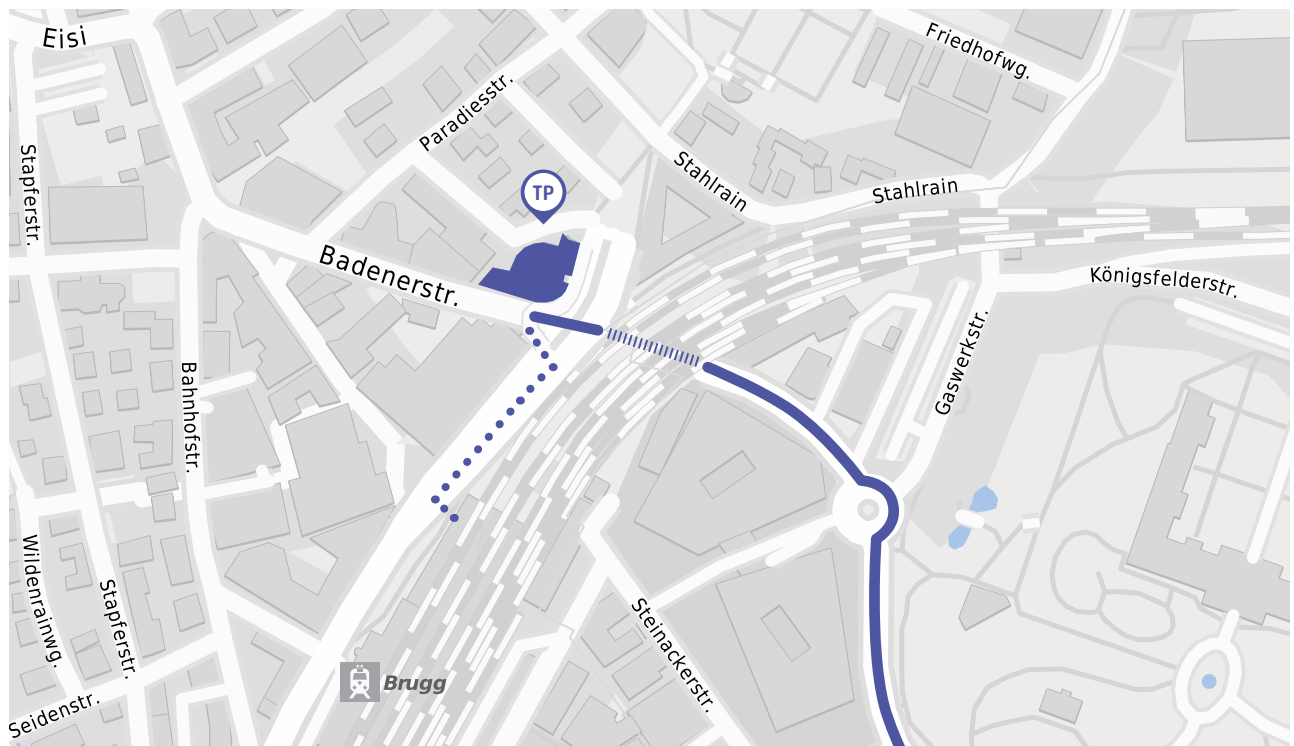 Eisi
Friedhofwg.
Paradiesstr.
Stapferstr.
Stahlrain
Stahlrain
TP
Badenerstr.
Königsfelderstr.
Gaswerkstr.
Bahnhofstr.
Wildenrainwg.
Stapferstr.
Steinackerstr.
Brugg
Seidenstr.